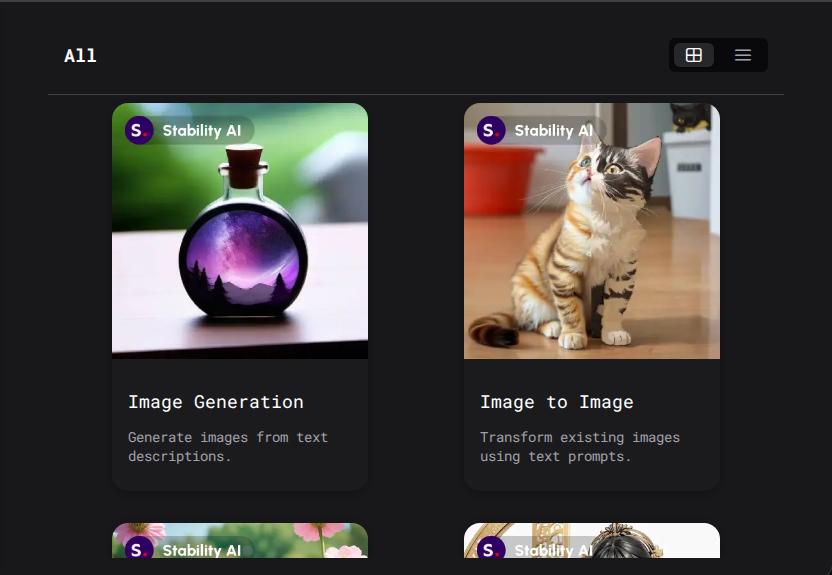 All
S. Stability AI
S. Stability AI
Image Generation
Generate images from text
descriptions.
Image to Image
Transform existing images
using text prompts.
S. Stability AI
S. Stability AI